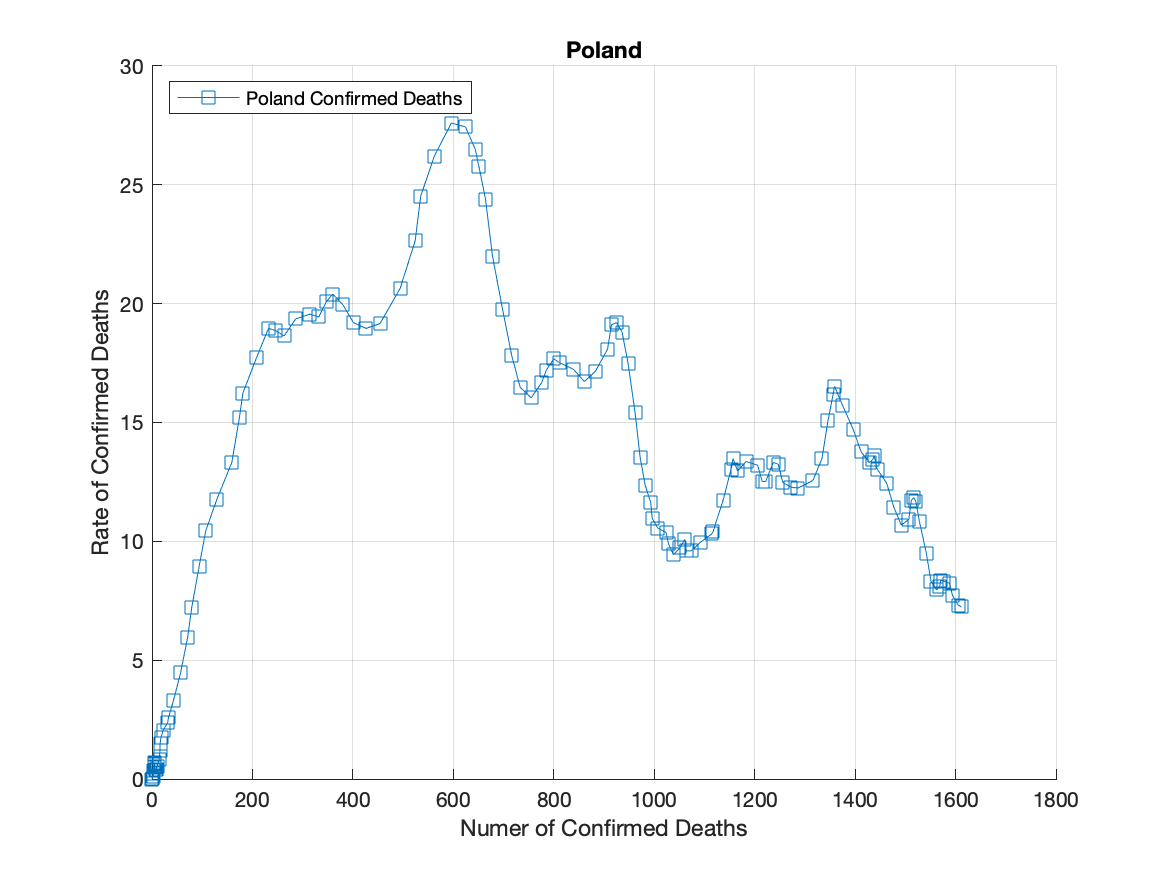 Poland
30
Poland Confirmed Deaths
25
20
15
10
5
0
Rate of Confirmed Deaths
0 200 400 600 800 1000 1200 1400 1600 1800
Numer of Confirmed Deaths